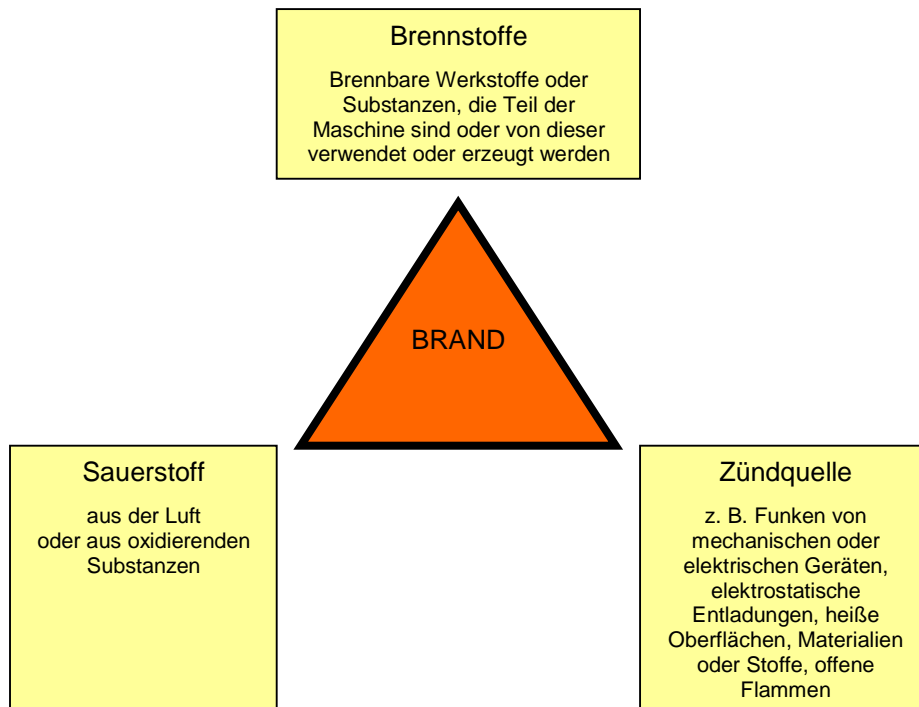 Brennstoffe
Brennbare Werkstoffe oder
Substanzen, die Teil der
Maschine sind oder von dieser
verwendet oder erzeugt werden
BRAND
Sauerstoff
aus der Luft
oder aus oxidierenden
Substanzen
Zündquelle
z. B. Funken von
mechanischen oder
elektrischen Geräten,
elektrostatische
Entladungen, heiße
Oberflächen, Materialien
oder Stoffe, offene
Flammen